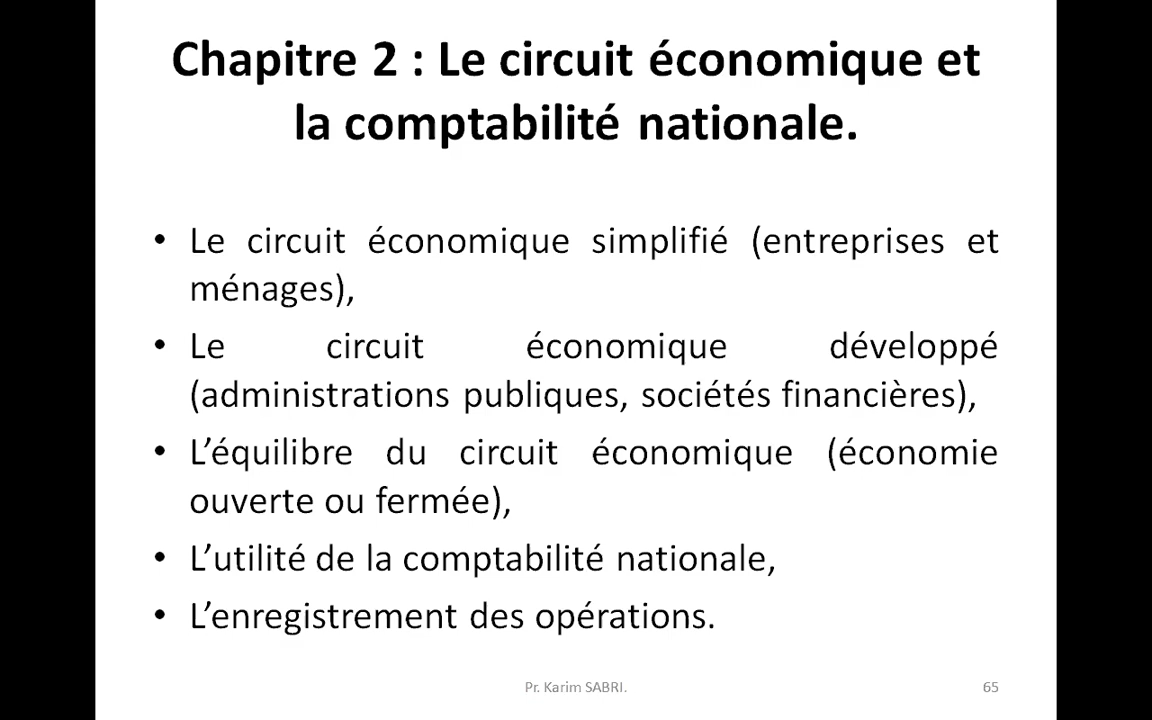 Chapitre 2 : Le circuit économique et
la comptabilité nationale.
• Le circuit économique simplifié (entreprises et
ménages),
• Le circuit économique développé
(administrations publiques, sociétés financières),
• L’équilibre du circuit économique (économie
ouverte ou fermée),
• L’utilité de la comptabilité nationale,
• L’enregistrement des opérations.
Pr. Karim SABRI.
65